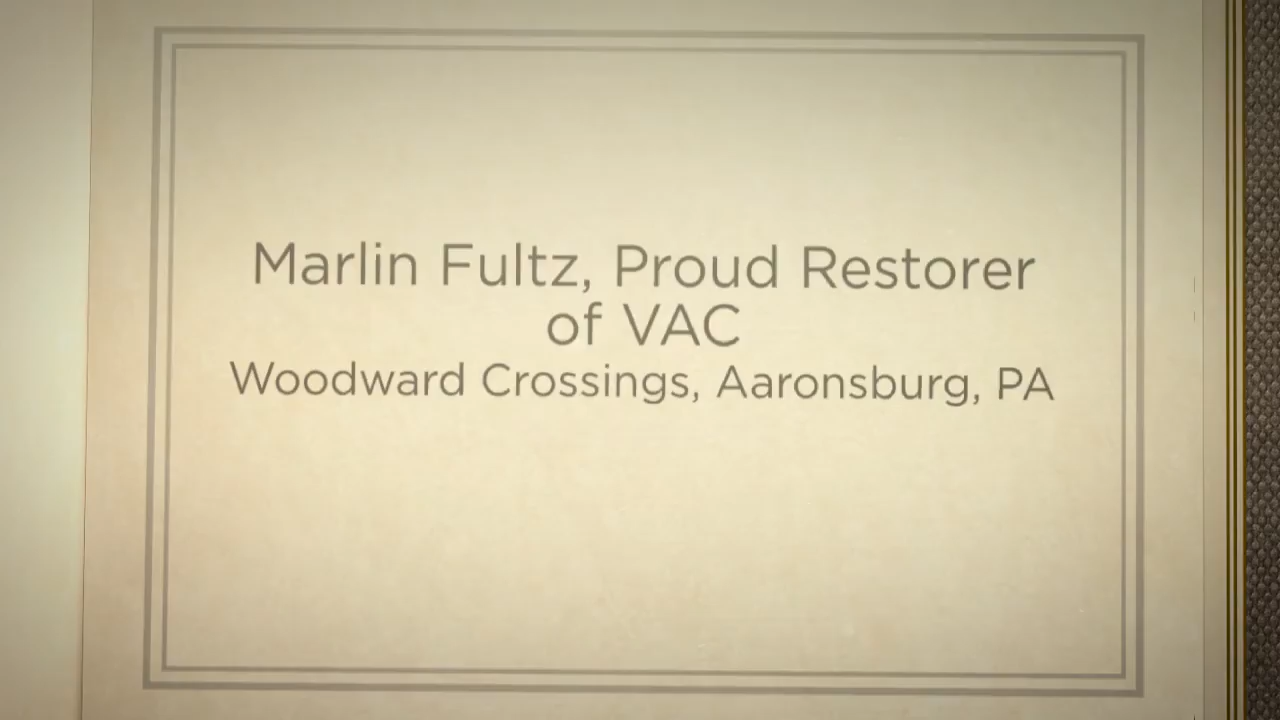 Marlin Fultz, Proud Restorer
of VAC
Woodward Crossings, Aaronsburg, PA